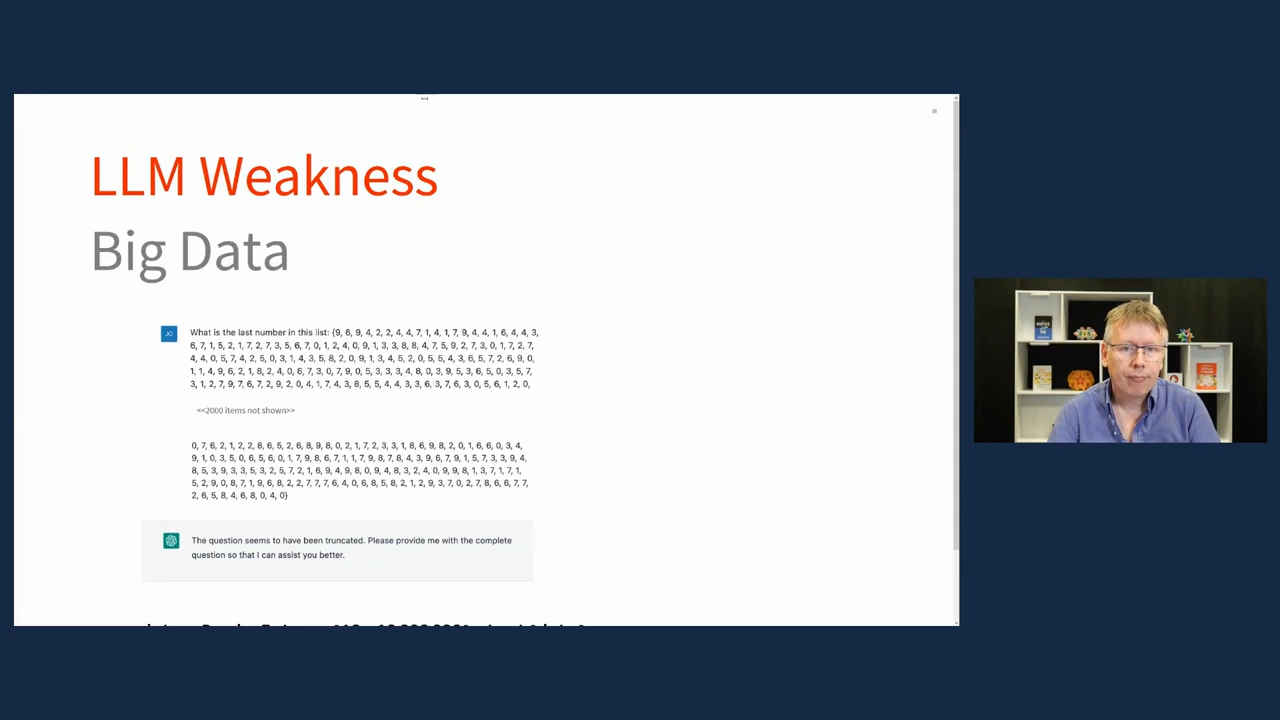 LLM Weakness
Big Data
JO
What is the last number in this list: {9, 6, 9, 4, 2, 2, 4, 4, 7, 1, 4, 1, 7, 9, 4, 4, 1, 6, 4, 4, 3,
6, 7, 1, 5, 2, 1, 7, 2, 7, 3, 5, 6, 7, 0, 1, 2, 4, 0, 9, 1, 3, 3, 8, 8, 4, 7, 5, 9, 2, 7, 3, 0, 1, 7, 2, 7,
4, 4, 0, 5, 7, 4, 2, 5, 0, 3, 1, 4, 3, 5, 8, 2, 0, 9, 1, 3, 4, 5, 2, 0, 5, 5, 4, 3, 6, 5, 7, 2, 6, 9, 0,
1, 1, 4, 9, 6, 2, 1, 8, 2, 4, 0, 6, 7, 3, 0, 7, 9, 0, 5, 3, 3, 3, 4, 8, 0, 3, 9, 5, 3, 6, 5, 0, 3, 5, 7,
3, 1, 2, 7, 9, 7, 6, 7, 2, 9, 2, 0, 4, 1, 7, 4, 3, 8, 5, 5, 4, 4, 3, 3, 6, 3, 7, 6, 3, 0, 5, 6, 1, 2, 0,
<<2000 items not shown>>
0, 7, 6, 2, 1, 2, 2, 8, 6, 5, 2, 6, 8, 9, 8, 0, 2, 1, 7, 2, 3, 3, 1, 8, 6, 9, 8, 2, 0, 1, 6, 6, 0, 3, 4,
9, 1, 0, 3, 5, 0, 6, 5, 6, 0, 1, 7, 9, 8, 6, 7, 1, 1, 7, 9, 8, 7, 8, 4, 3, 9, 6, 7, 9, 1, 5, 7, 3, 3, 9, 4,
8, 5, 3, 9, 3, 3, 5, 3, 2, 5, 7, 2, 1, 6, 9, 4, 9, 8, 0, 9, 4, 8, 3, 2, 4, 0, 9, 9, 8, 1, 3, 7, 1, 7, 1,
5, 2, 9, 0, 8, 7, 1, 9, 6, 8, 2, 2, 7, 7, 7, 6, 4, 0, 6, 8, 5, 8, 2, 1, 2, 9, 3, 7, 0, 2, 7, 8, 6, 6, 7, 7,
2, 6, 5, 8, 4, 6, 8, 0, 4, 0}
The question seems to have been truncated. Please provide me with the complete
question so that I can assist you better.